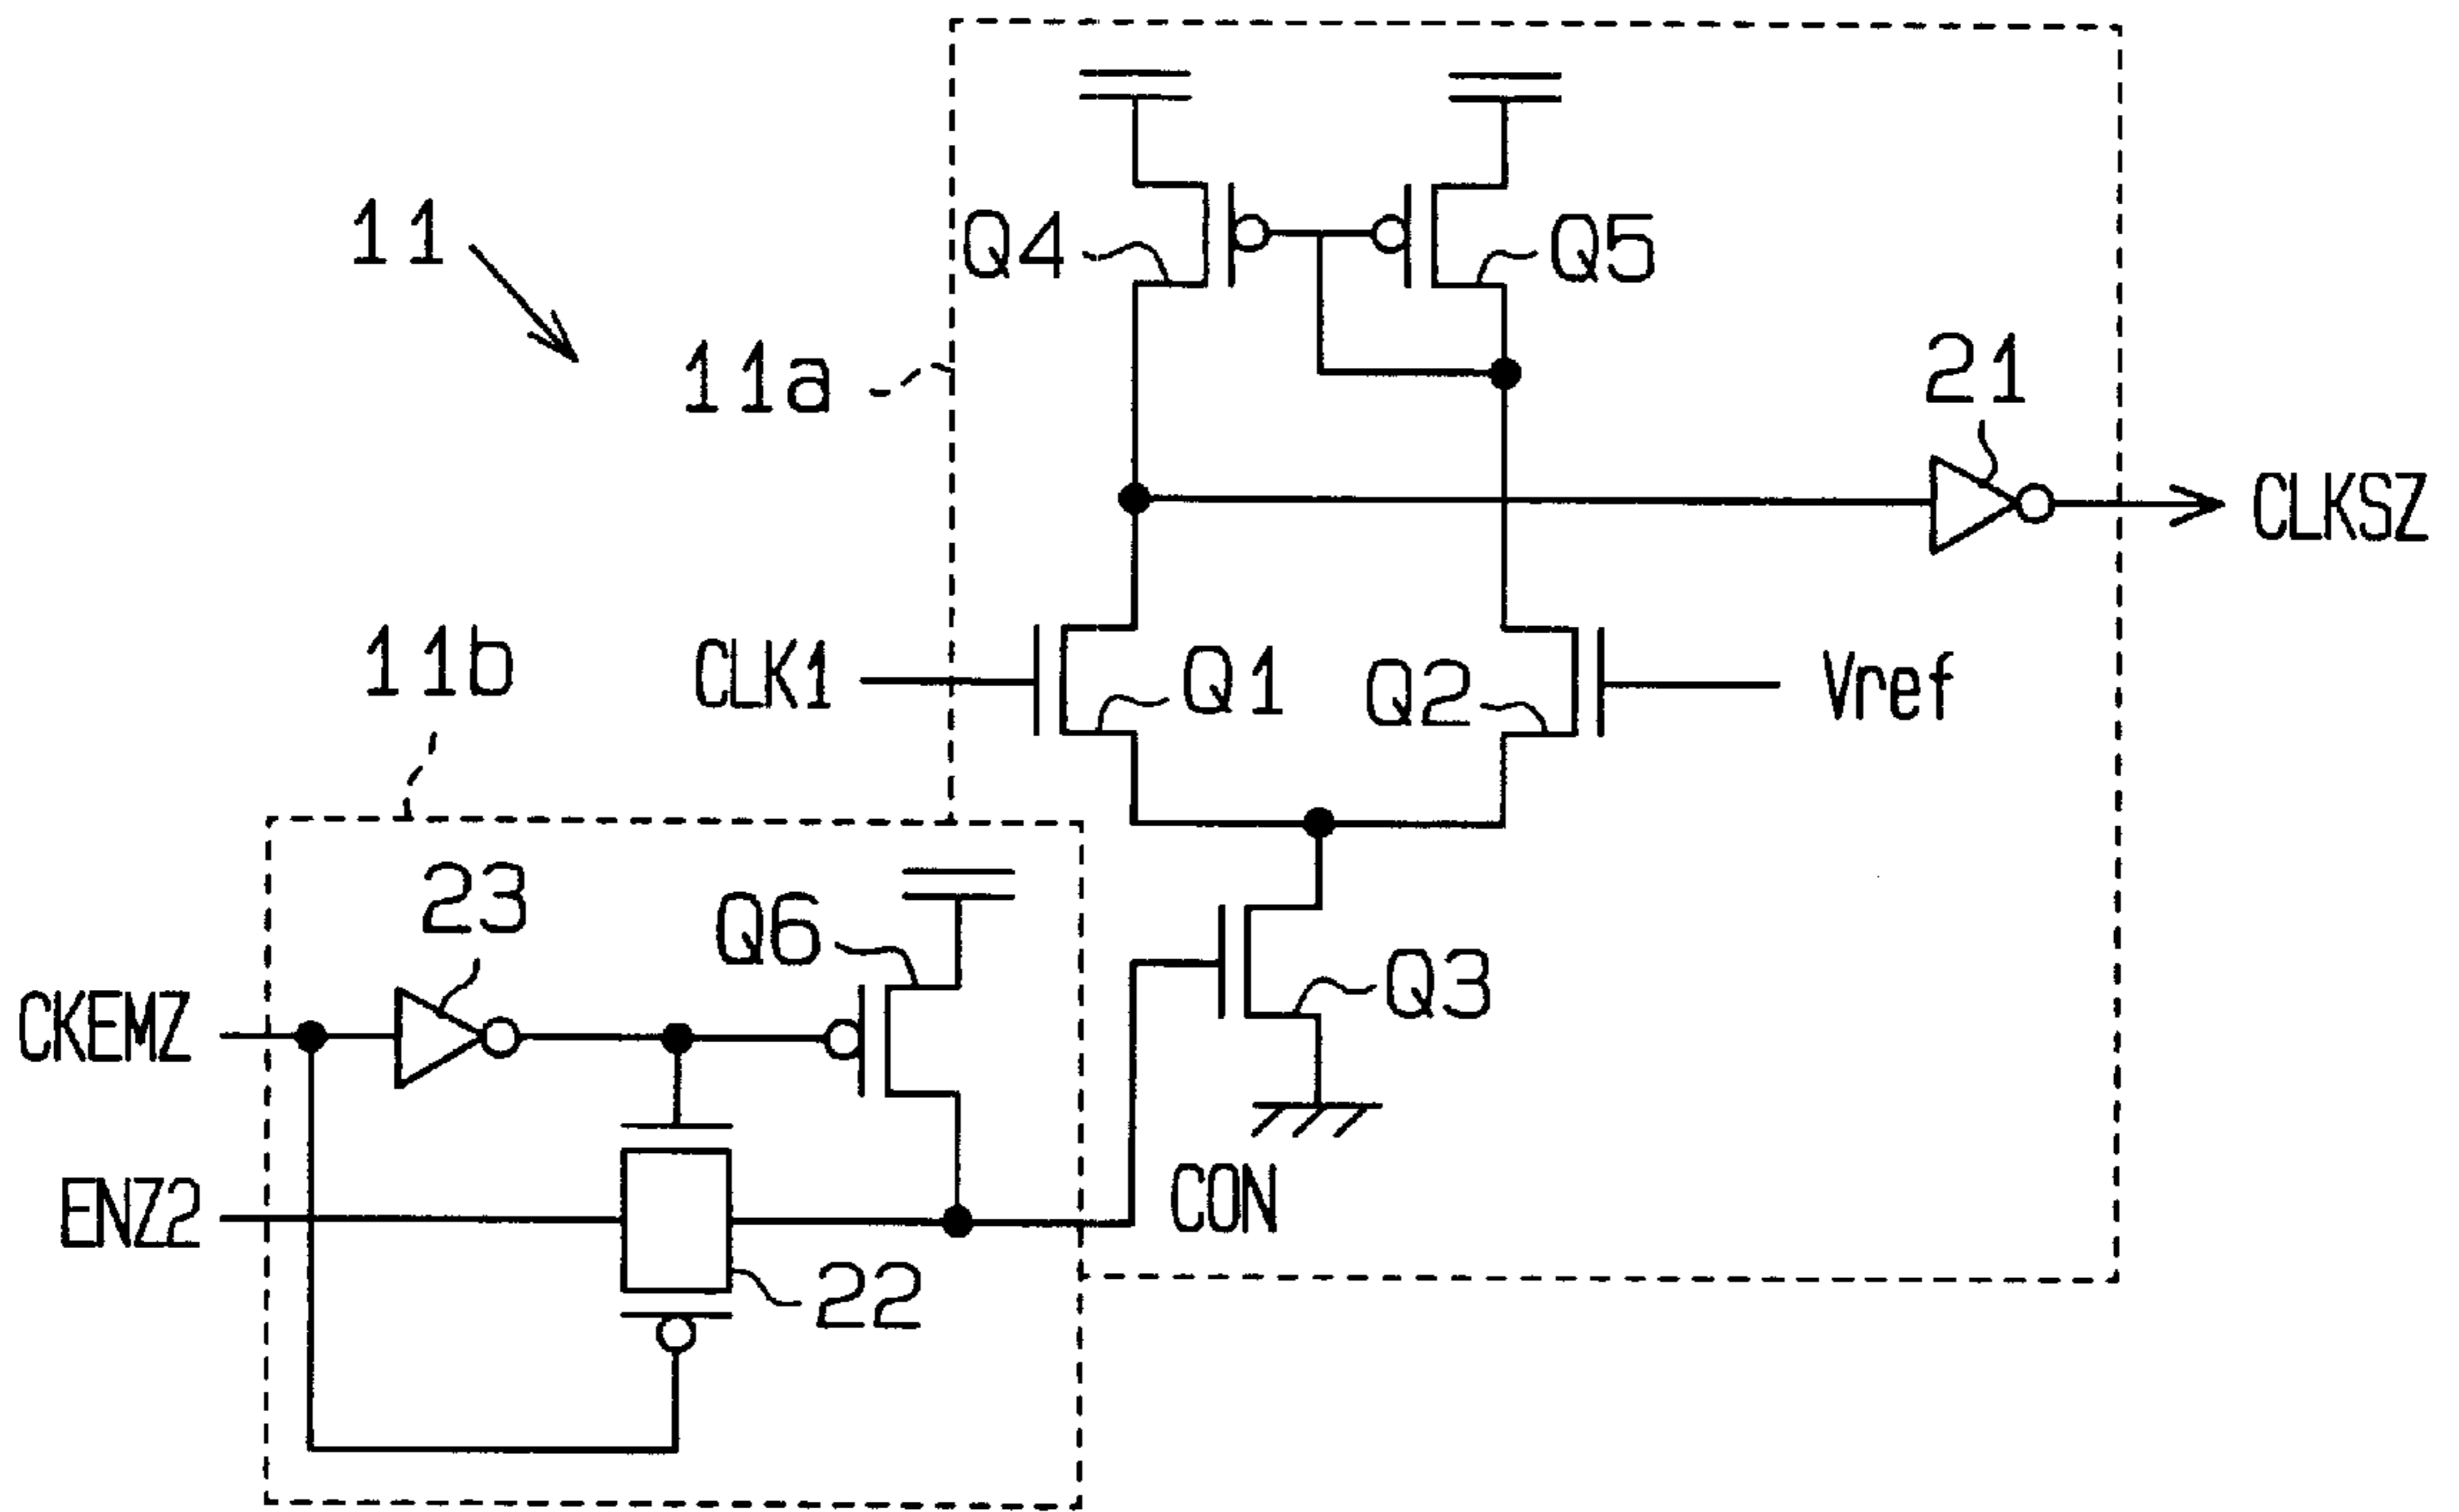 11
11a
Q4
Q5
21
CLKSZ
11b
CLK1
Q1
Q2
Vref
23
Q6
Q3
CKEMZ
ENZ2
CON
22